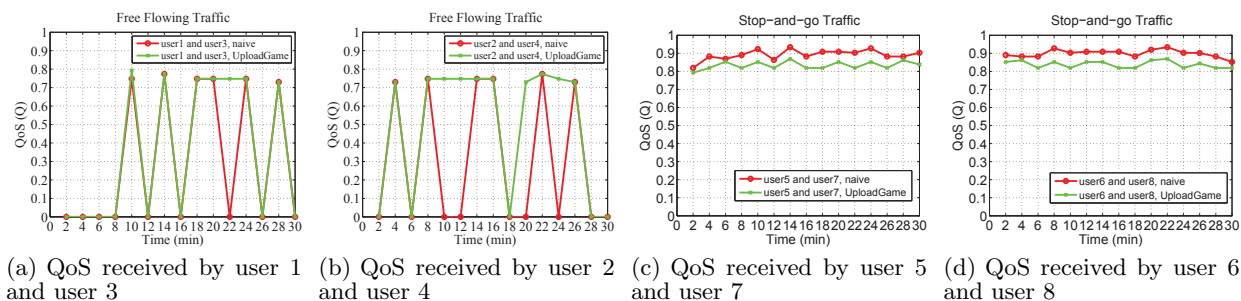 Free Flowing Traffic
1
0.9
0.8
0.7
0.6
0.5
0.4
0.3
0.2
0.1
0
QoS (Q)
user1 and user3, naive
user1 and user3, UploadGame
0 2 4 6 8 10 12 14 16 18 20 22 24 26 28 30
Time (min)
(a) QoS received by user 1
and user 3
Free Flowing Traffic
1
0.9
0.8
0.7
0.6
0.5
0.4
0.3
0.2
0.1
0
QoS (Q)
user2 and user4, naive
user2 and user4, UploadGame
0 2 4 6 8 10 12 14 16 18 20 22 24 26 28 30
Time (min)
(b) QoS received by user 2
and user 4
Stop−and−go Traffic
1
0.9
0.8
0.7
0.6
0.5
0.4
0.3
0.2
0.1
0
QoS (Q)
user5 and user7, naive
user5 and user7, UploadGame
0 2 4 6 8 10 12 14 16 18 20 22 24 26 28 30
Time (min)
(c) QoS received by user 5
and user 7
Stop−and−go Traffic
1
0.9
0.8
0.7
0.6
0.5
0.4
0.3
0.2
0.1
0
QoS (Q)
user6 and user8, naive
user6 and user8, UploadGame
0 2 4 6 8 10 12 14 16 18 20 22 24 26 28 30
Time (min)
(d) QoS received by user 6
and user 8